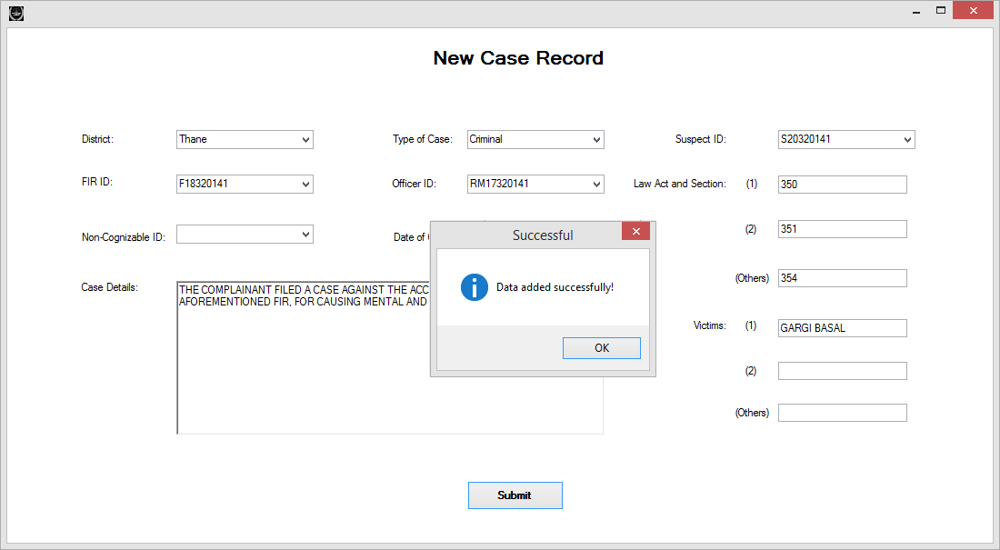 New Case Record
District: Thane
Type of Case: Criminal
Suspect ID: S20320141
FIR ID: F18320141
Officer ID: RM17320141
Law Act and Section: (1) 350
Non-Cognizable ID:
Date of
(2) 351
Successful
Data added successfully!
OK
Case Details:
THE COMPLAINANT FILED A CASE AGAINST THE ACC
AFOREMENTIONED FIR, FOR CAUSING MENTAL AND
(Others) 354
Victims: (1) GARGI BASAL
(2)
(Others)
Submit